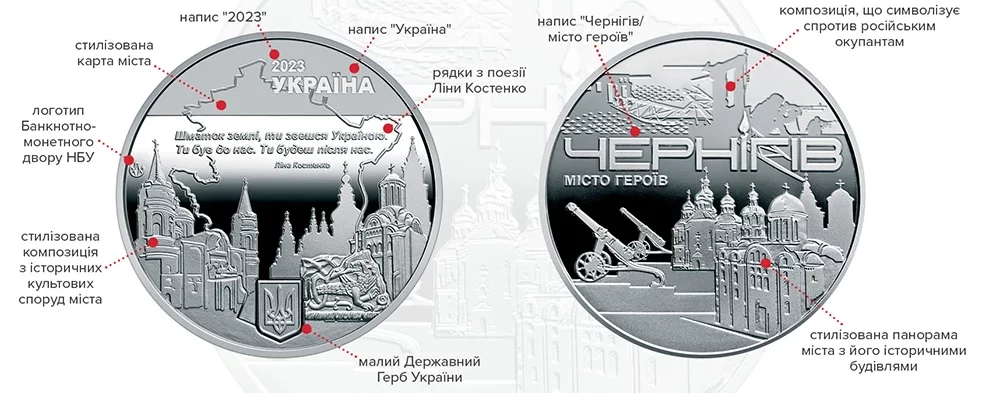 напис "2023"
напис "Україна"
стилізована
карта міста
рядки з поезії
Ліни Костенко
логотип
Банкнотно-
монетного
двору НБУ
стилізована
композиція
з історичних
культових
споруд міста
малий Державний
Герб України
2023
УКРАЇНА
Шматок землі, ти звешся Україною.
Ти був до нас. Ти будеш після нас.
Ліна Костенко
напис "Чернігів/
місто героїв"
композиція, що символізує
спротив російським
окупантам
ЧЕРНІГІВ
МІСТО ГЕРОЇВ
стилізована панорама
міста з його історичними
будівлями